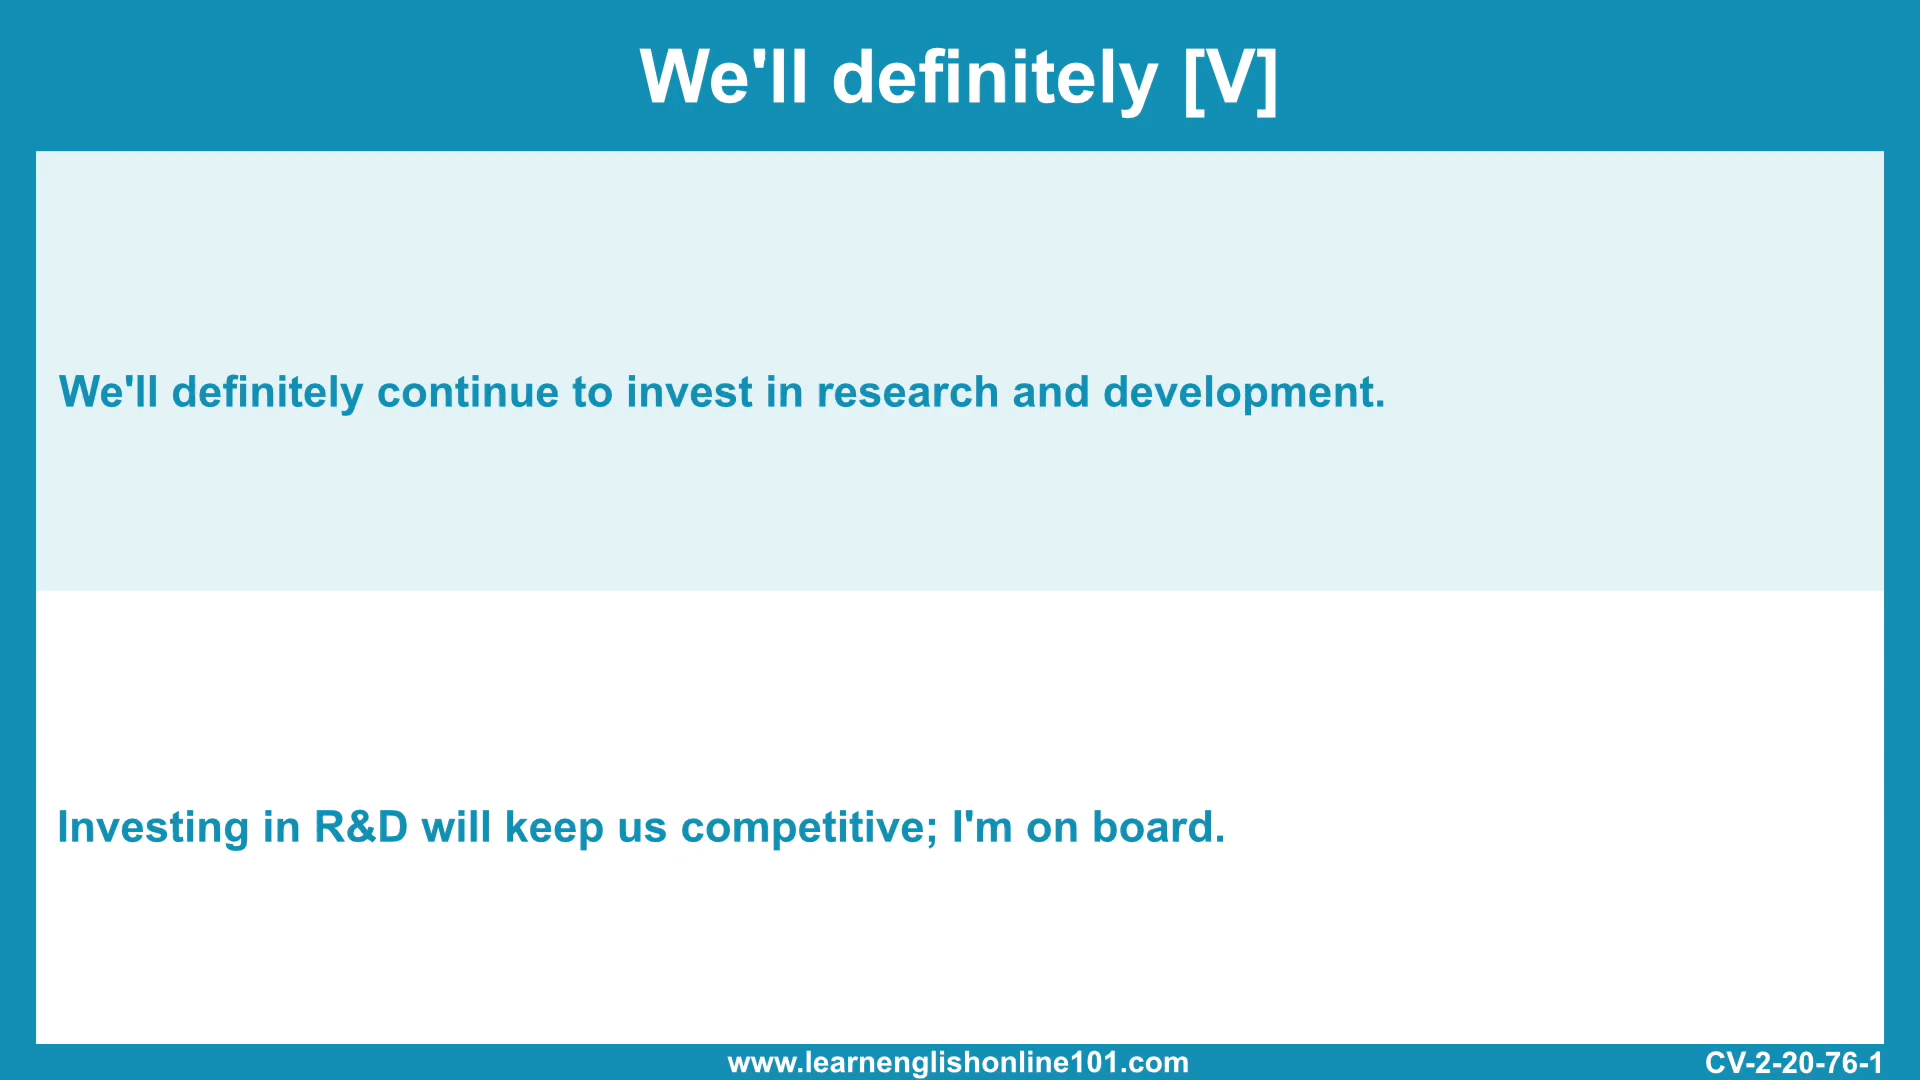 We'll definitely [V]
We'll definitely continue to invest in research and development.
Investing in R&D will keep us competitive; I'm on board.
www.learnenglishonline101.com
CV-2-20-76-1